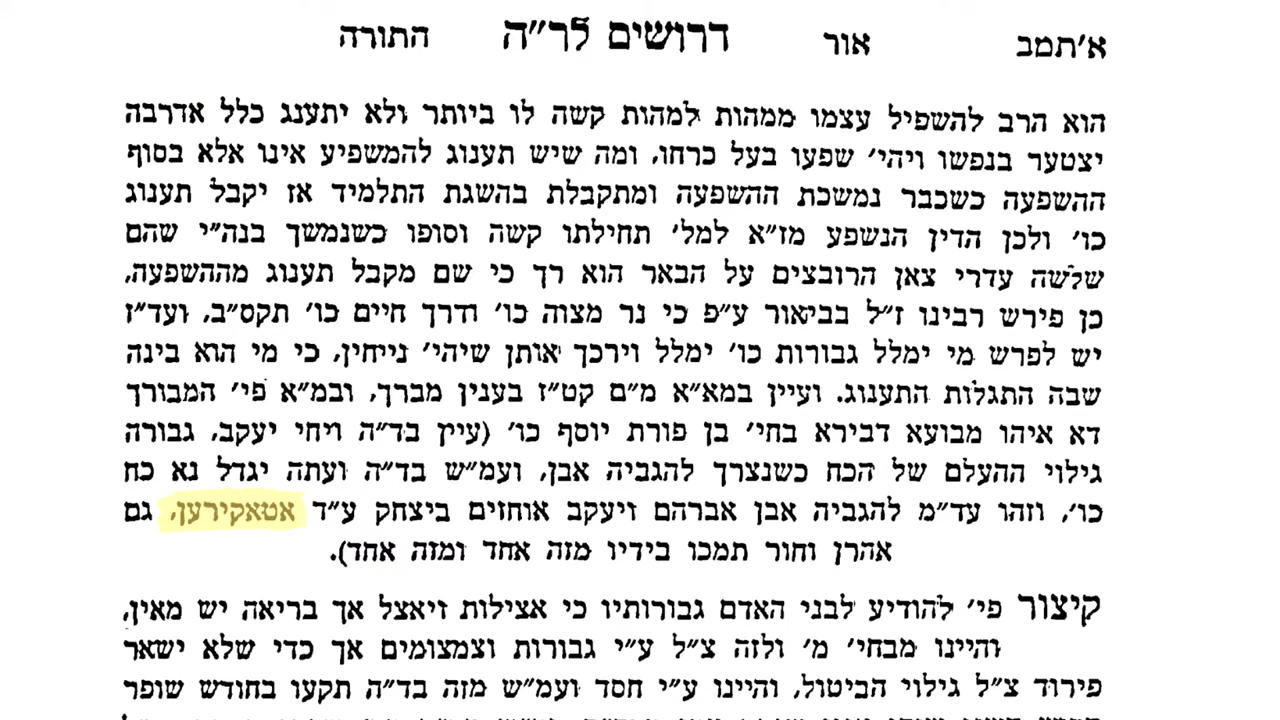 א׳תמב אור דרושים לר״ה התורה
הוא הרב להשפיל עצמו ממהות למהות קשה לו ביותר ולא יתענג כלל אדרבה
יצטער בנפשו ויהי׳ שפעו בעל כרחו, ומה שיש תענוג להמשפיע אינו אלא בסוף
ההשפעה כשכבר נמשכת ההשפעה ומתקבלת בהשגת התלמיד אז יקבל תענוג
כו׳ ולכן הדין הנשפע מז״א למל׳ תחילתו קשה וסופו כשנמשך בנה״י שהם
שלשה עדרי צאן הרובצים על הבאר הוא רך כי שם מקבל תענוג מההשפעה,
כן פירש רבינו ז״ל בביאור ע״פ כי נר מצוה כו׳ ודרך חיים כו׳ תקס״ב, ועד״ז
יש לפרש מי ימלל גבורות כו׳ ימלל וירכך אותן שיהי׳ נייחין, כי מי הוא בינה
שבה התגלות התענוג. ועיין במא״א מ״ם קט״ז בענין מברך, ובמ״א פי׳ המבורך
דא איהו מבועא דבירא בחי׳ בן פורת יוסף כו׳ (עיין בד״ה ויחי יעקב, גבורה
גילוי ההעלם של הכח כשנצרך להגביה אבן, ועמ״ש בד״ה ועתה יגדל נא כח
כו׳, וזהו עד״מ להגביה אבן אברהם ויעקב אוחזים ביצחק ע״ד אטאקירען, גם
אהרן וחור תמכו בידיו מזה אחד ומזה אחד).
קיצור פי׳ להודיע לבני האדם גבורותיו כי אצילות זיאצל אך בריאה יש מאין,
והיינו מבחי׳ מ׳ ולזה צ״ל ע״י גבורות וצמצומים אך כדי שלא ישאר
פירוד צ״ל גילוי הביטול, והיינו ע״י חסד ועמ״ש מזה בד״ה תקעו בחודש שופר